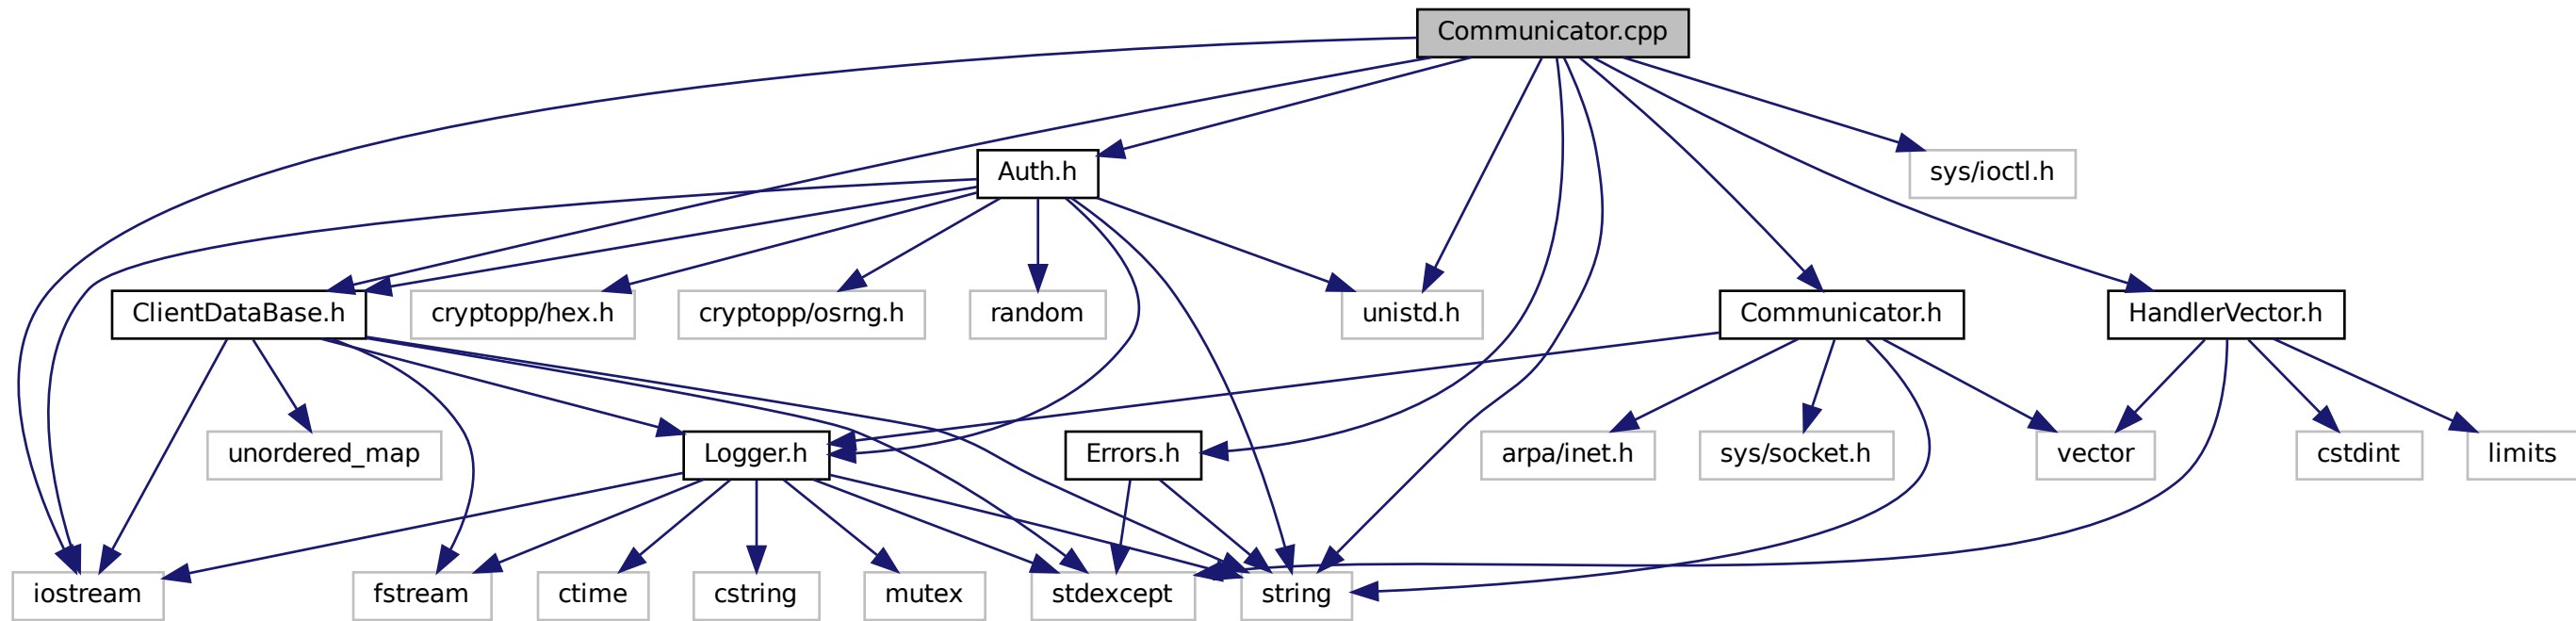 Communicator.cpp
Auth.h
sys/ioctl.h
ClientDataBase.h
cryptopp/hex.h
cryptopp/osrng.h
random
unistd.h
Communicator.h
HandlerVector.h
unordered_map
Logger.h
Errors.h
arpa/inet.h
sys/socket.h
vector
cstdint
limits
iostream
fstream
ctime
cstring
mutex
stdexcept
string